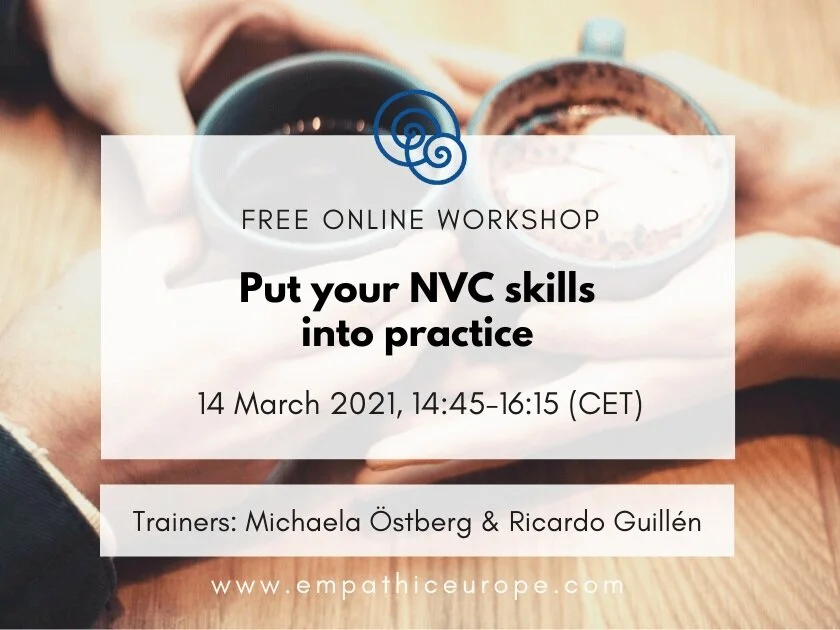 FREE ONLINE WORKSHOP
Put your NVC skills
into practice
14 March 2021, 14:45-16:15 (CET)
Trainers: Michaela Östberg & Ricardo Guillén
www.empathiceurope.com